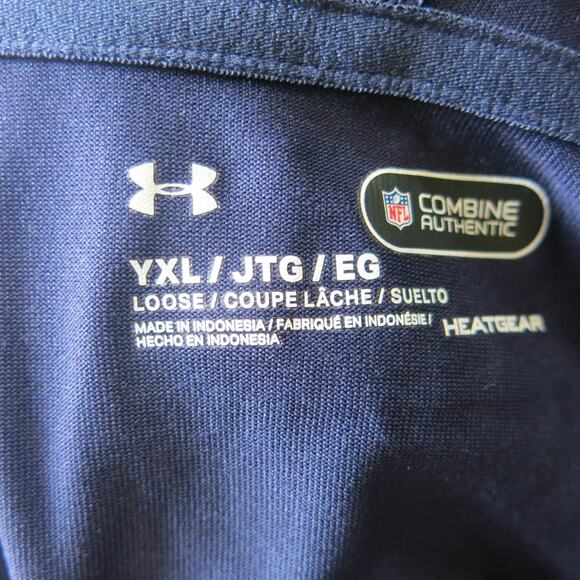 NFL
COMBINE
AUTHENTIC
YXL / JTG / EG
LOOSE / COUPE LÂCHE / SUELTO
MADE IN INDONESIA / FABRIQUÉ EN INDONÉSIE /
HECHO EN INDONESIA
HEATGEAR